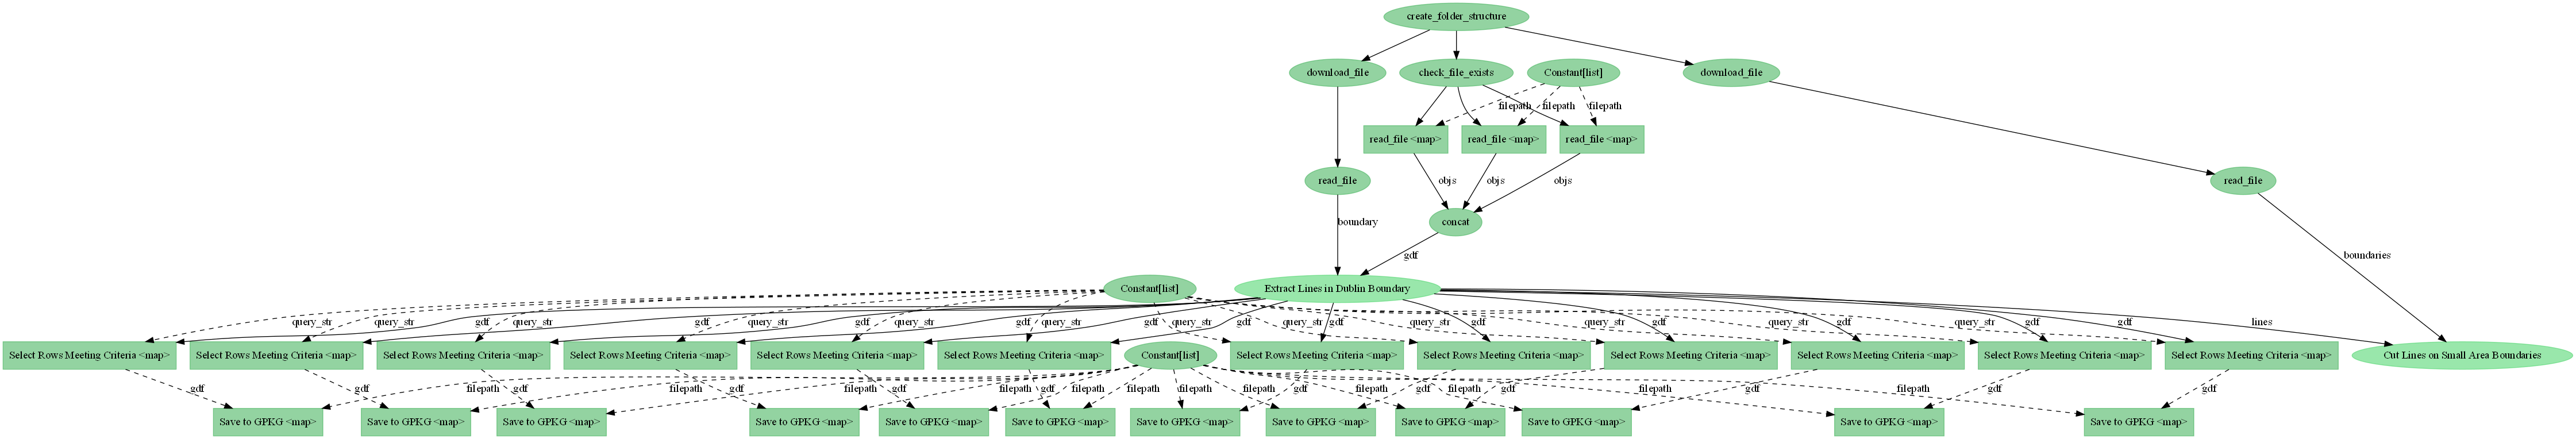 create_folder_structure
download_file
check_file_exists
Constant[list]
download_file
filepath
filepath
filepath
read_file <map>
read_file <map>
read_file <map>
read_file
read_file
objs
objs
objs
concat
boundary
gdf
boundaries
Constant[list]
Extract Lines in Dublin Boundary
query_str
query_str
gdf
query_str
gdf
query_str
gdf
query_str
gdf
query_str
gdf
query_str
gdf
gdf
query_str
gdf
query_str
gdf
query_str
gdf
query_str
gdf
query_str
gdf
lines
Select Rows Meeting Criteria <map>
Select Rows Meeting Criteria <map>
Select Rows Meeting Criteria <map>
Select Rows Meeting Criteria <map>
Select Rows Meeting Criteria <map>
Select Rows Meeting Criteria <map>
Constant[list]
Select Rows Meeting Criteria <map>
Select Rows Meeting Criteria <map>
Select Rows Meeting Criteria <map>
Select Rows Meeting Criteria <map>
Select Rows Meeting Criteria <map>
Select Rows Meeting Criteria <map>
Cut Lines on Small Area Boundaries
gdf
gdf
filepath
gdf
filepath
gdf
filepath
gdf
filepath
gdf
filepath
filepath
filepath
filepath
gdf
filepath
gdf
filepath
gdf
filepath
gdf
filepath
gdf
Save to GPKG <map>
Save to GPKG <map>
Save to GPKG <map>
Save to GPKG <map>
Save to GPKG <map>
Save to GPKG <map>
Save to GPKG <map>
Save to GPKG <map>
Save to GPKG <map>
Save to GPKG <map>
Save to GPKG <map>
Save to GPKG <map>